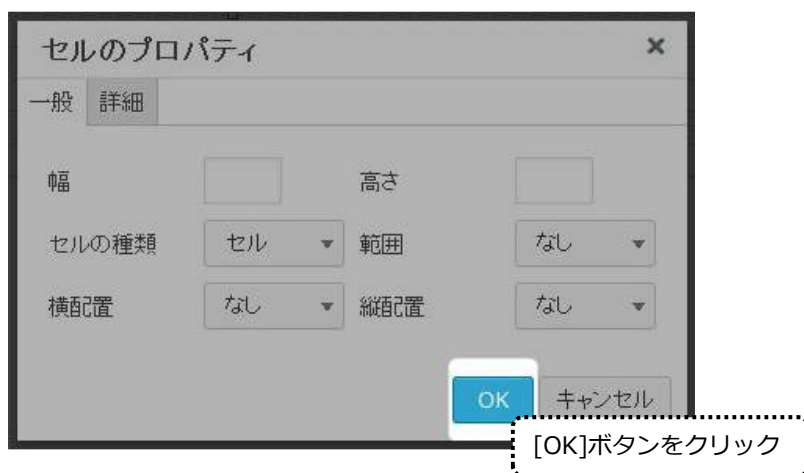 セルのプロパティ ×
一般 詳細
幅 高さ
セルの種類 セル 範囲 なし
横配置 なし 縦配置 なし
OK キャンセル
[OK]ボタンをクリック